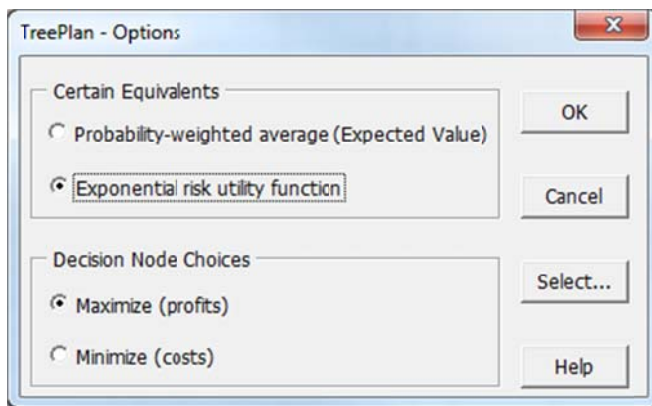 TreePlan - Options
Certain Equivalents
Probability-weighted average (Expected Value)
Exponential risk utility function
Decision Node Choices
Maximize (profits)
Minimize (costs)
OK
Cancel
Select...
Help